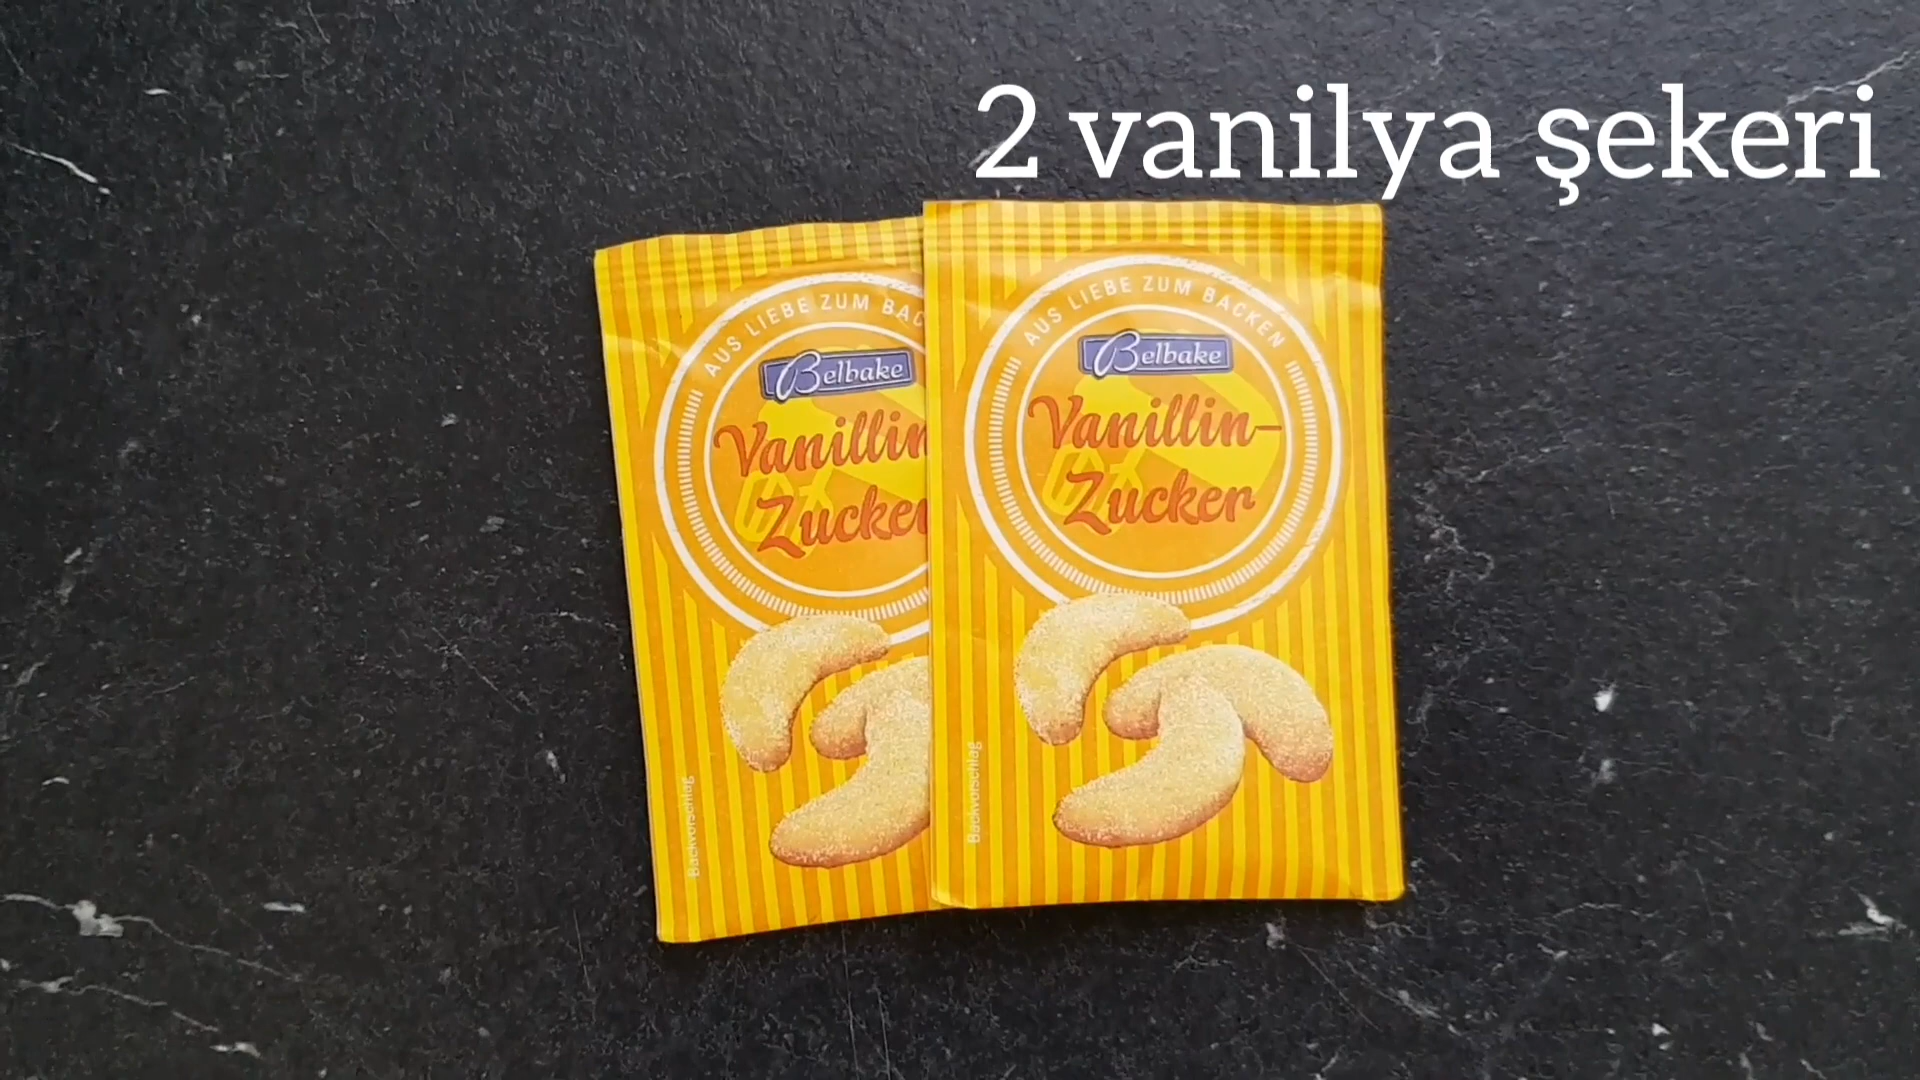 2 vanilya şekeri
AUS LIEBE ZUM BAC
Belbake
Vanillin
Zucker
Backvorschlag
AUS LIEBE ZUM BACKEN
Belbake
Vanillin-
Zucker
Backvorschlag